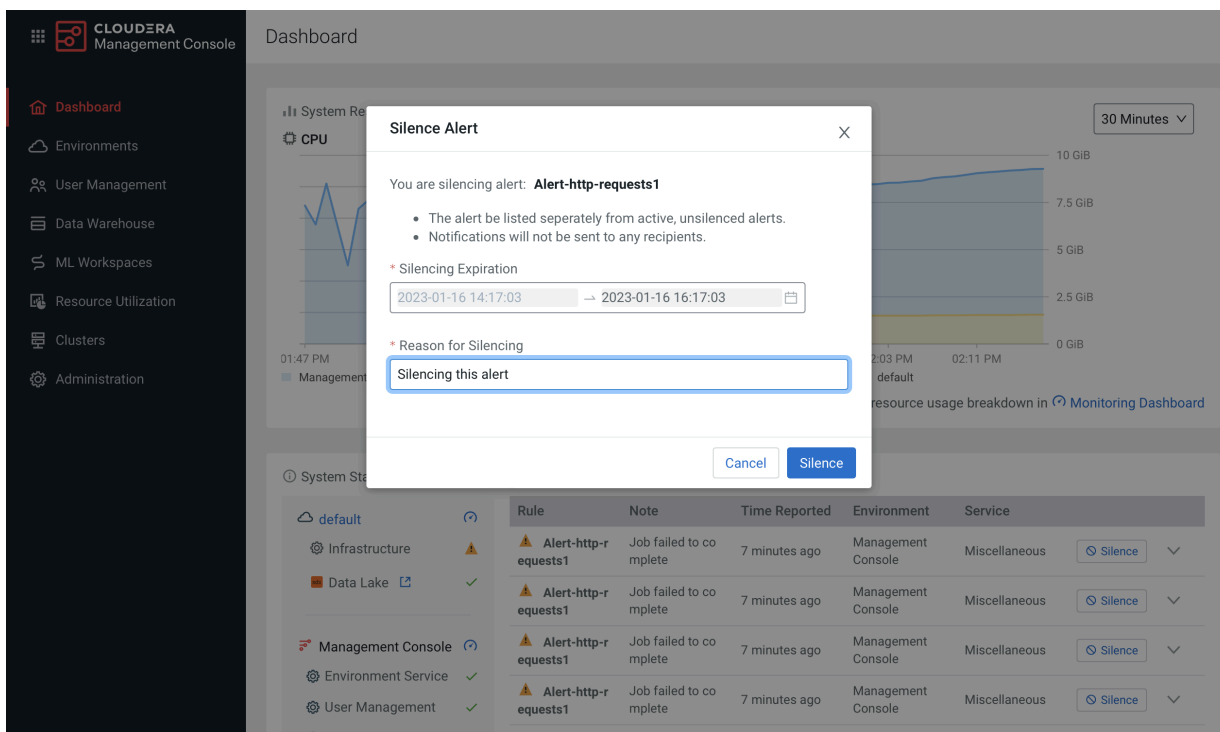 CLOUDERA
Management Console
Dashboard
Dashboard
Environments
User Management
Data Warehouse
ML Workspaces
Resource Utilization
Clusters
Administration
System Re
30 Minutes
CPU
10 GiB
7.5 GiB
5 GiB
2.5 GiB
0 GiB
01:47 PM
2:03 PM
02:11 PM
Management
default
resource usage breakdown in Monitoring Dashboard
Silence Alert
You are silencing alert: Alert-http-requests1
The alert be listed seperately from active, unsilenced alerts.
Notifications will not be sent to any recipients.
* Silencing Expiration
2023-01-16 14:17:03 → 2023-01-16 16:17:03
* Reason for Silencing
Silencing this alert
Cancel Silence
System Sta
default
Infrastructure
Data Lake
Management Console
Environment Service
User Management
Rule Note Time Reported Environment Service
Alert-http-r Job failed to co 7 minutes ago Management Miscellaneous Silence
equests1 mplete Console
Alert-http-r Job failed to co 7 minutes ago Management Miscellaneous Silence
equests1 mplete Console
Alert-http-r Job failed to co 7 minutes ago Management Miscellaneous Silence
equests1 mplete Console
Alert-http-r Job failed to co 7 minutes ago Management Miscellaneous Silence
equests1 mplete Console